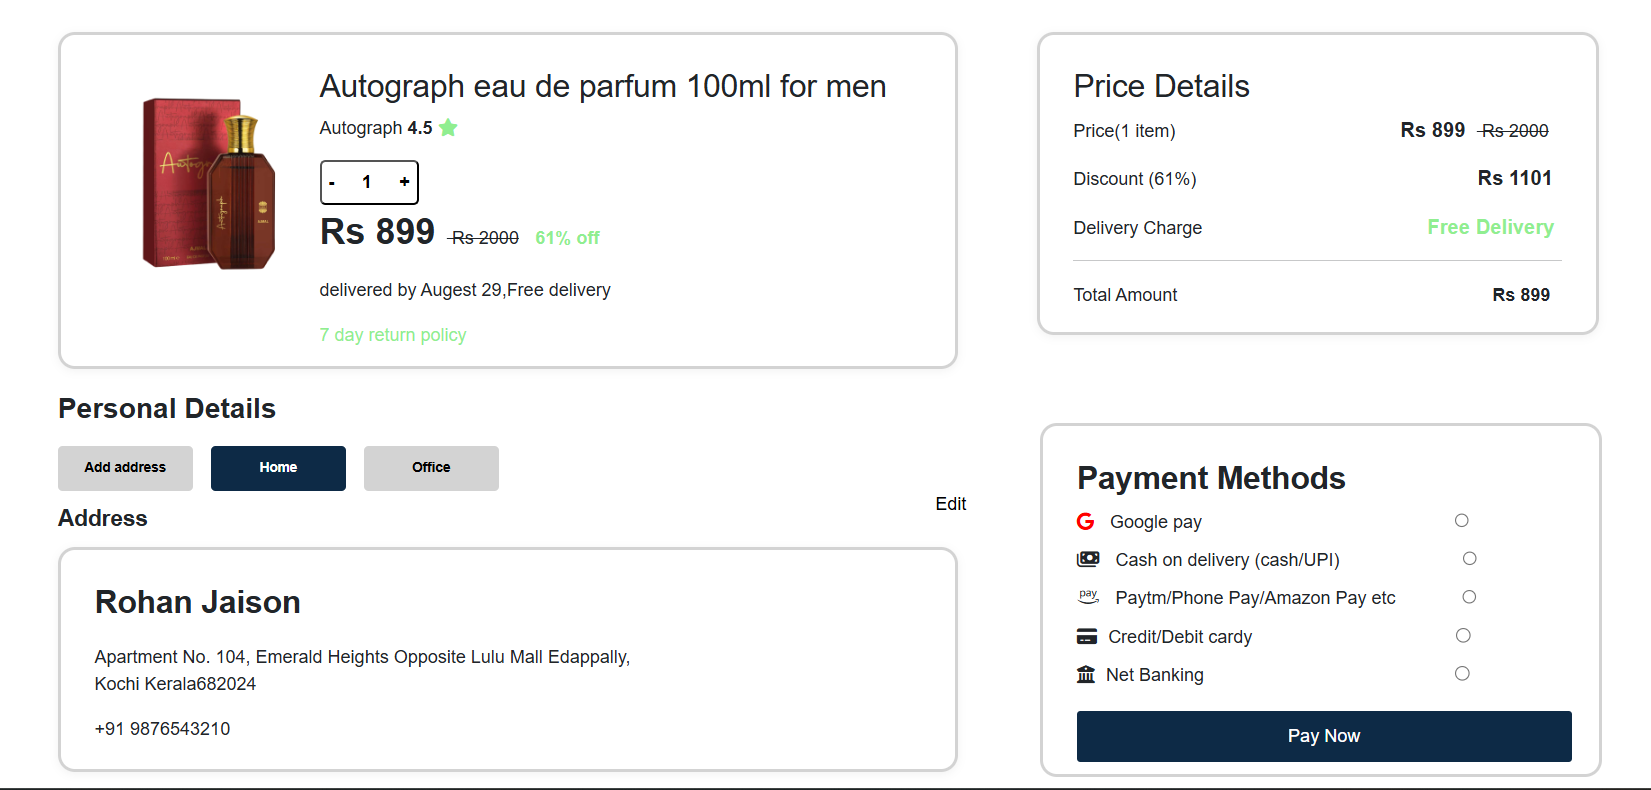 Autograph eau de parfum 100ml for men
Autograph 4.5
- 1 +
Rs 899 Rs 2000 61% off
delivered by Augest 29,Free delivery
7 day return policy
Price Details
Price(1 item) Rs 899 Rs 2000
Discount (61%) Rs 1101
Delivery Charge Free Delivery
Total Amount Rs 899
Personal Details
Add address Home Office
Address
Edit
Rohan Jaison
Apartment No. 104, Emerald Heights Opposite Lulu Mall Edappally,
Kochi Kerala682024
+91 9876543210
Payment Methods
G Google pay
Cash on delivery (cash/UPI)
pay Paytm/Phone Pay/Amazon Pay etc
Credit/Debit cardy
Net Banking
Pay Now